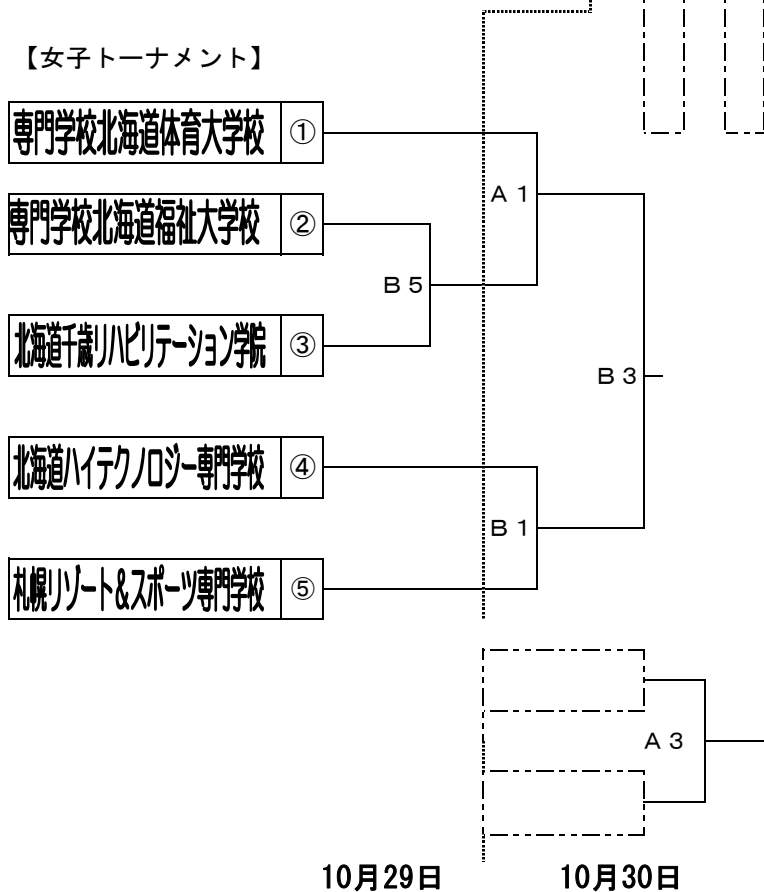 【女子トーナメント】
専門学校北海道体育大学校 ①
A 1
専門学校北海道福祉大学校 ②
B 5
北海道千歳リハビリテーション学院 ③
B 3
北海道ハイテクノロジー専門学校 ④
B 1
札幌リゾート&スポーツ専門学校 ⑤
A 3
10月29日 10月30日